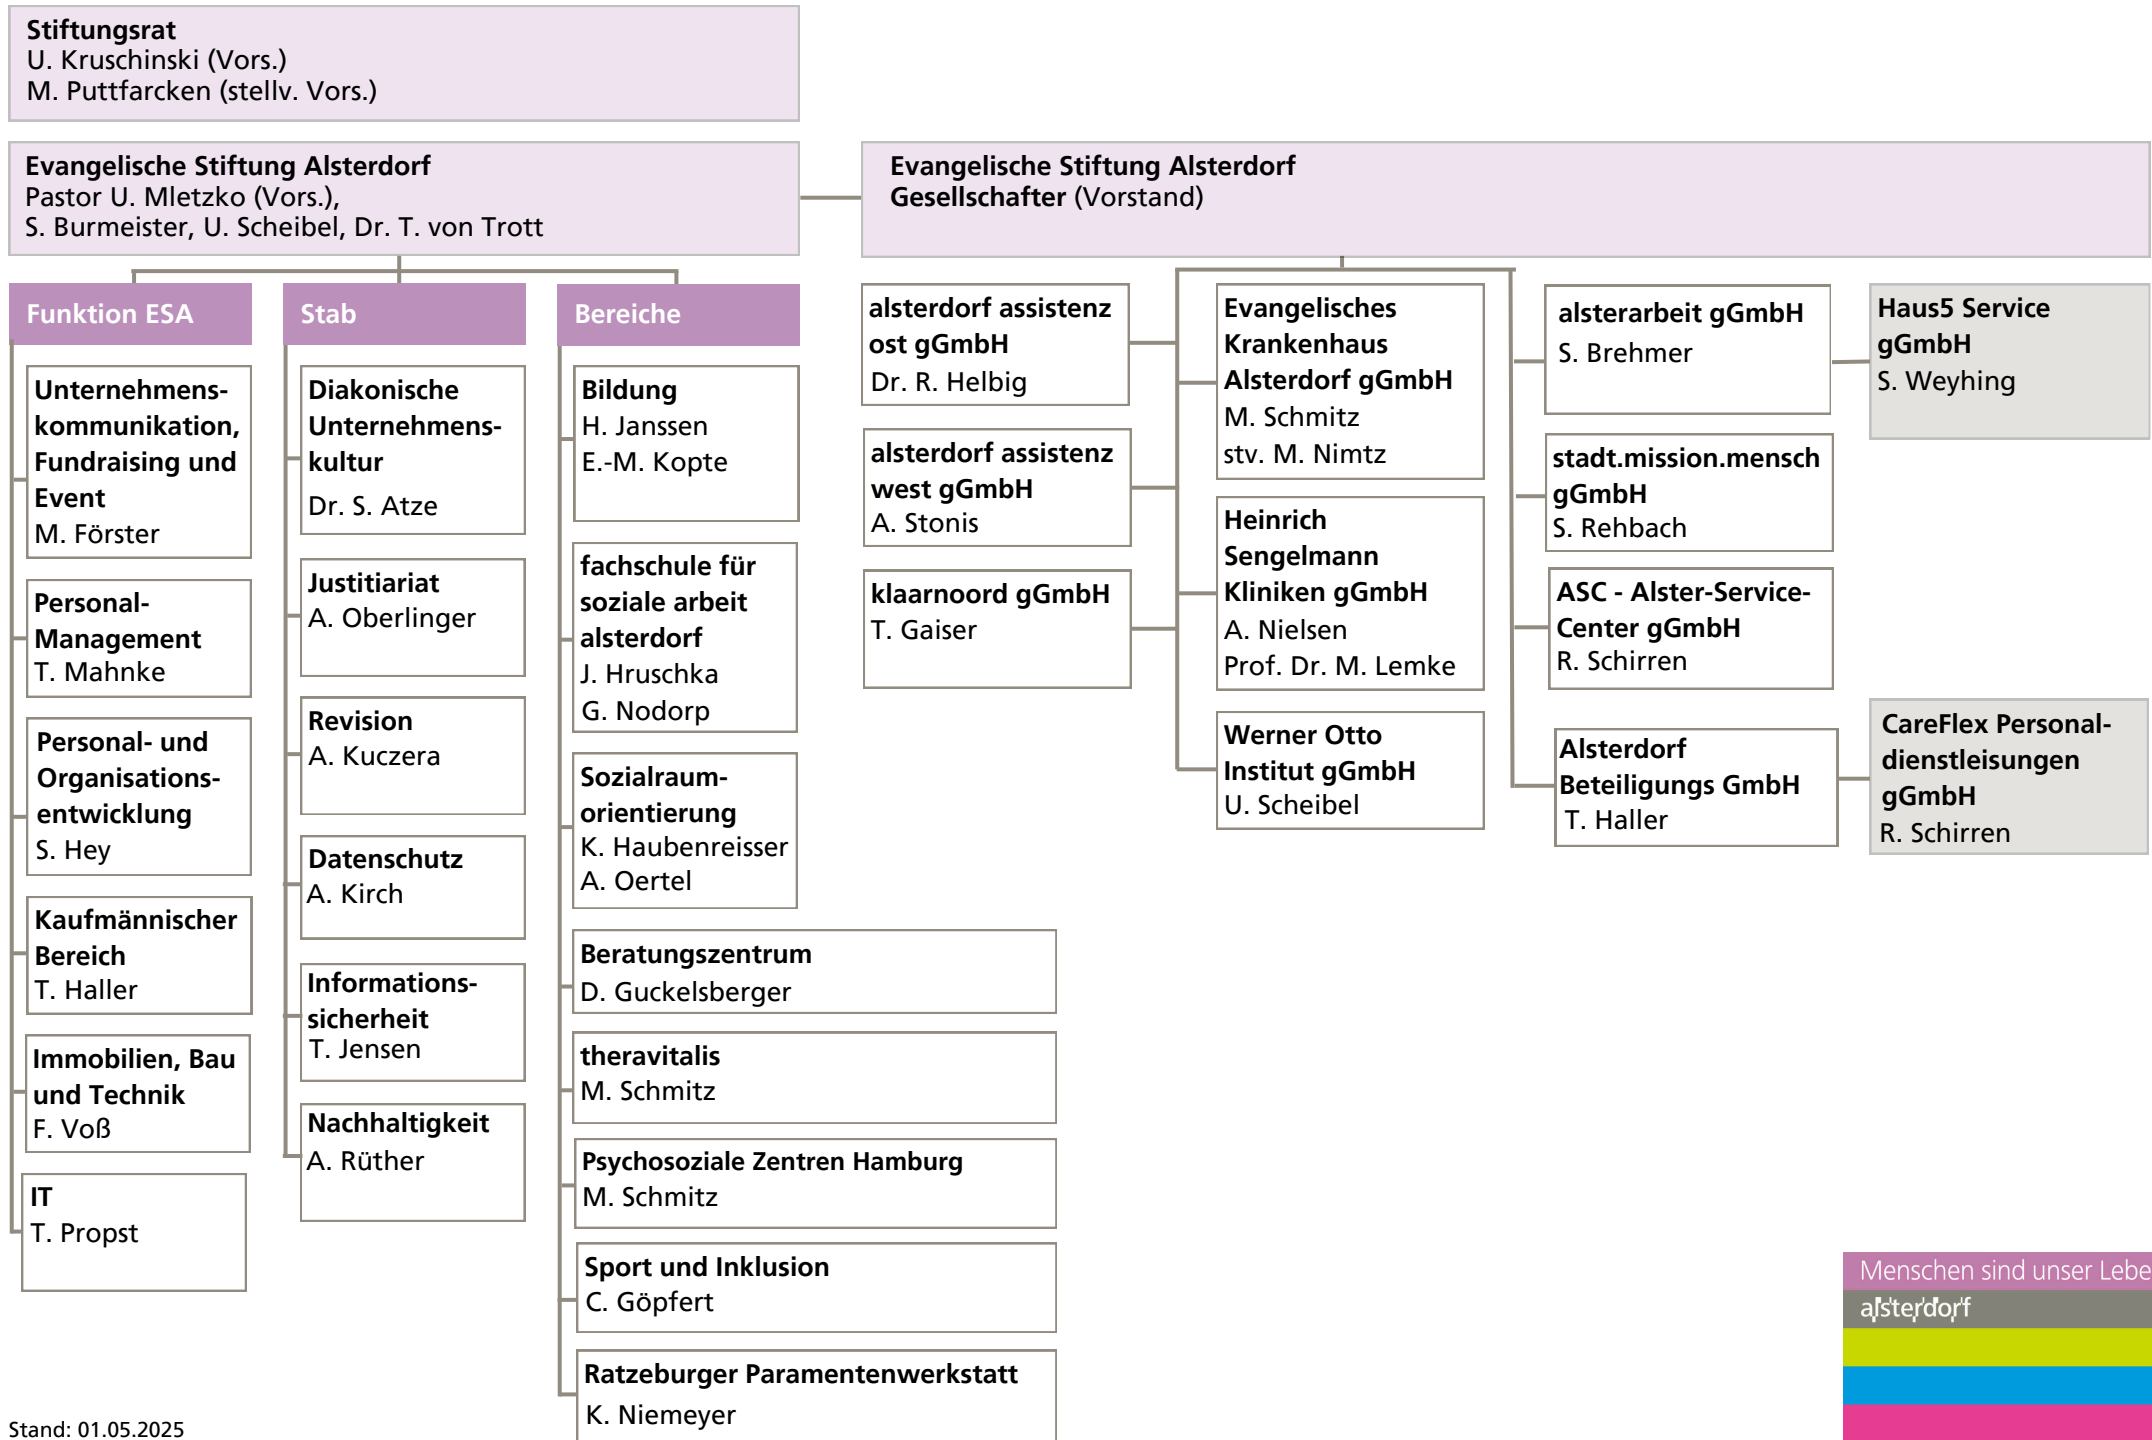 Stiftungsrat
U. Kruschinski (Vors.)
M. Puttfarcken (stellv. Vors.)
Evangelische Stiftung Alsterdorf
Pastor U. Mletzko (Vors.),
S. Burmeister, U. Scheibel, Dr. T. von Trott
Evangelische Stiftung Alsterdorf
Gesellschafter (Vorstand)
Funktion ESA
Unternehmens-
kommunikation,
Fundraising und
Event
M. Förster
Personal-
Management
T. Mahnke
Personal- und
Organisations-
entwicklung
S. Hey
Kaufmännischer
Bereich
T. Haller
Immobilien, Bau
und Technik
F. Voß
IT
T. Propst
Stab
Diakonische
Unternehmens-
kultur
Dr. S. Atze
Justitiariat
A. Oberlinger
Revision
A. Kuczera
Datenschutz
A. Kirch
Informations-
sicherheit
T. Jensen
Nachhaltigkeit
A. Rüther
Bereiche
Bildung
H. Janssen
E.-M. Kopte
fachschule für
soziale arbeit
alsterdorf
J. Hruschka
G. Nodorp
Sozialraum-
orientierung
K. Haubenreisser
A. Oertel
Beratungszentrum
D. Guckelsberger
theravitalis
M. Schmitz
Psychosoziale Zentren Hamburg
M. Schmitz
Sport und Inklusion
C. Göpfert
Ratzeburger Paramentenwerkstatt
K. Niemeyer
alsterdorf assistenz
ost gGmbH
Dr. R. Helbig
alsterdorf assistenz
west gGmbH
A. Stonis
klaarnoord gGmbH
T. Gaiser
Evangelisches
Krankenhaus
Alsterdorf gGmbH
M. Schmitz
stv. M. Nimtz
Heinrich
Sengelmann
Kliniken gGmbH
A. Nielsen
Prof. Dr. M. Lemke
Werner Otto
Institut gGmbH
U. Scheibel
alsterarbeit gGmbH
S. Brehmer
stadt.mission.mensch
gGmbH
S. Rehbach
ASC - Alster-Service-
Center gGmbH
R. Schirren
Alsterdorf
Beteiligungs GmbH
T. Haller
Haus5 Service
gGmbH
S. Weyhing
CareFlex Personal-
dienstleisungen
gGmbH
R. Schirren
Menschen sind unser Lebe
alsterdorf
Stand: 01.05.2025